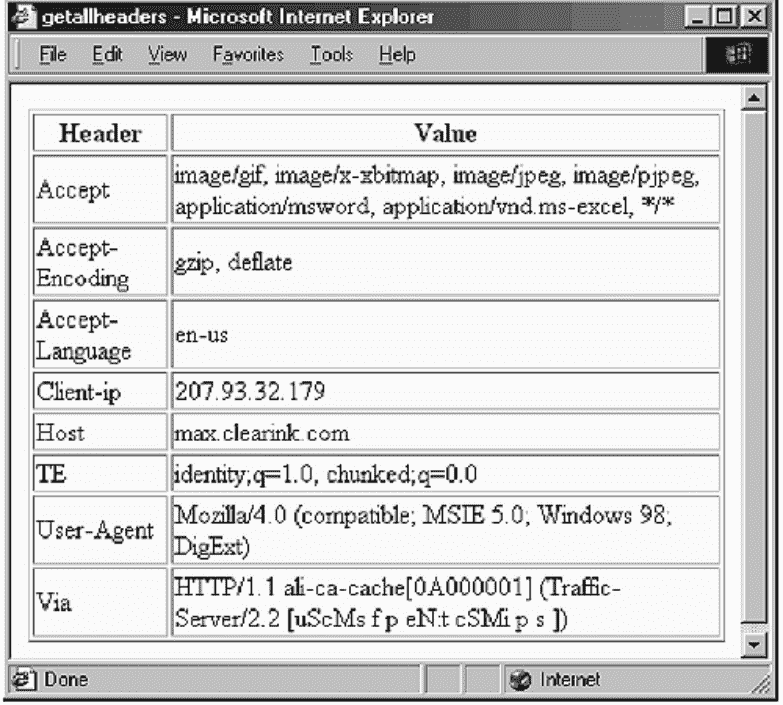 getallheaders - Microsoft Internet Explorer
File Edit View Favorites Tools Help
Header Value
Accept
image/gif, image/x-xbitmap, image/jpeg, image/pjpeg,
application/msword, application/vnd.ms-excel, */*
Accept-
Encoding
gzip, deflate
Accept-
Language
en-us
Client-ip 207.93.32.179
Host max.clearink.com
TE identity;q=1.0, chunked;q=0.0
User-Agent
Mozilla/4.0 (compatible; MSIE 5.0; Windows 98;
DigExt)
Via
HTTP/1.1 ali-ca-cache[0A000001] (Traffic-
Server/2.2 [uScMs f p eN:t cSMi p s ])
Done Internet